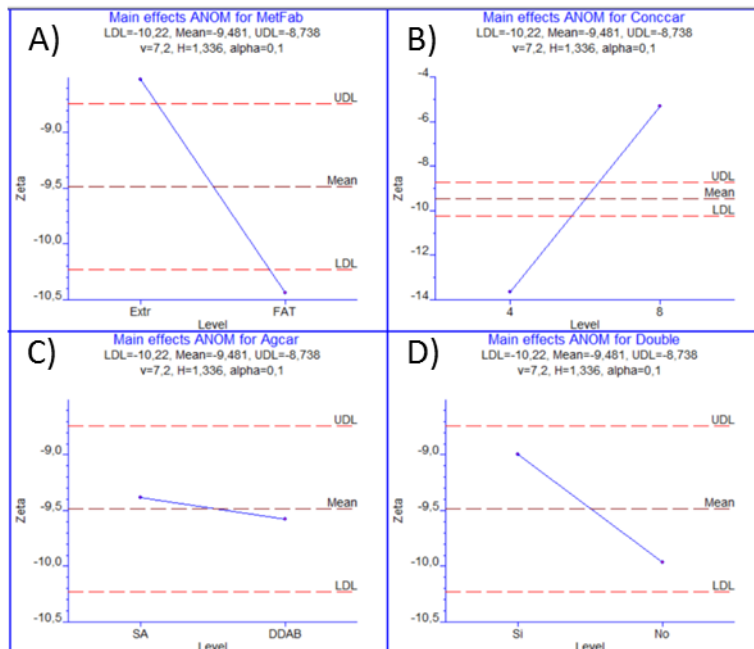 A)
Main effects ANOM for MetFab
LDL=-10,22, Mean=-9,481, UDL=-8,738
v=7,2, H=1,336, alpha=0,1
UDL
-9,0
Mean
-9,5
Zeta
-10,0
LDL
-10,5
Extr FAT
Level
B)
Main effects ANOM for Conccar
LDL=-10,22, Mean=-9,481, UDL=-8,738
v=7,2, H=1,336, alpha=0,1
-4
-6
-8
UDL
Mean
Zeta
-10
LDL
-12
-14
4 8
Level
C)
Main effects ANOM for Agcar
LDL=-10,22, Mean=-9,481, UDL=-8,738
v=7,2, H=1,336, alpha=0,1
UDL
-9,0
Mean
-9,5
Zeta
-10,0
LDL
-10,5
SA DDAB
Level
D)
Main effects ANOM for Double
LDL=-10,22, Mean=-9,481, UDL=-8,738
v=7,2, H=1,336, alpha=0,1
UDL
-9,0
Mean
-9,5
Zeta
-10,0
LDL
-10,5
Si No
Level